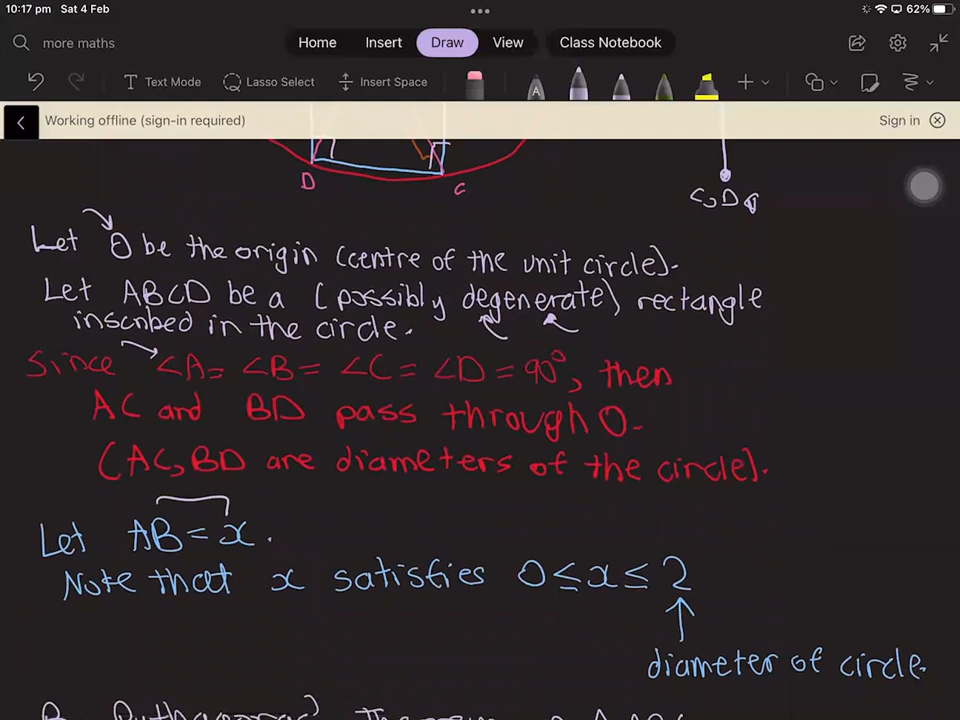 10:17 pm Sat 4 Feb 62%
more maths Home Insert Draw View Class Notebook
Text Mode Lasso Select Insert Space
Working offline (sign-in required) Sign in
D C
C, D
Let O be the origin (centre of the unit circle).
Let ABCD be a (possibly degenerate) rectangle
inscribed in the circle.
Since ∠A = ∠B = ∠C = ∠D = 90°, then
AC and BD pass through O.
(AC, BD are diameters of the circle).
Let AB = x.
Note that x satisfies 0 ≤ x ≤ 2
diameter of circle.